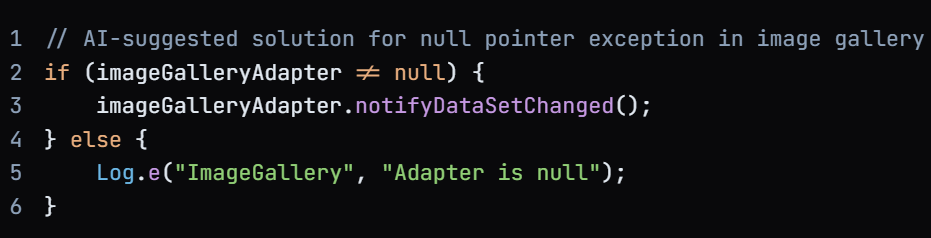 1 // AI-suggested solution for null pointer exception in image gallery
2 if (imageGalleryAdapter != null) {
3     imageGalleryAdapter.notifyDataSetChanged();
4 } else {
5     Log.e("ImageGallery", "Adapter is null");
6 }